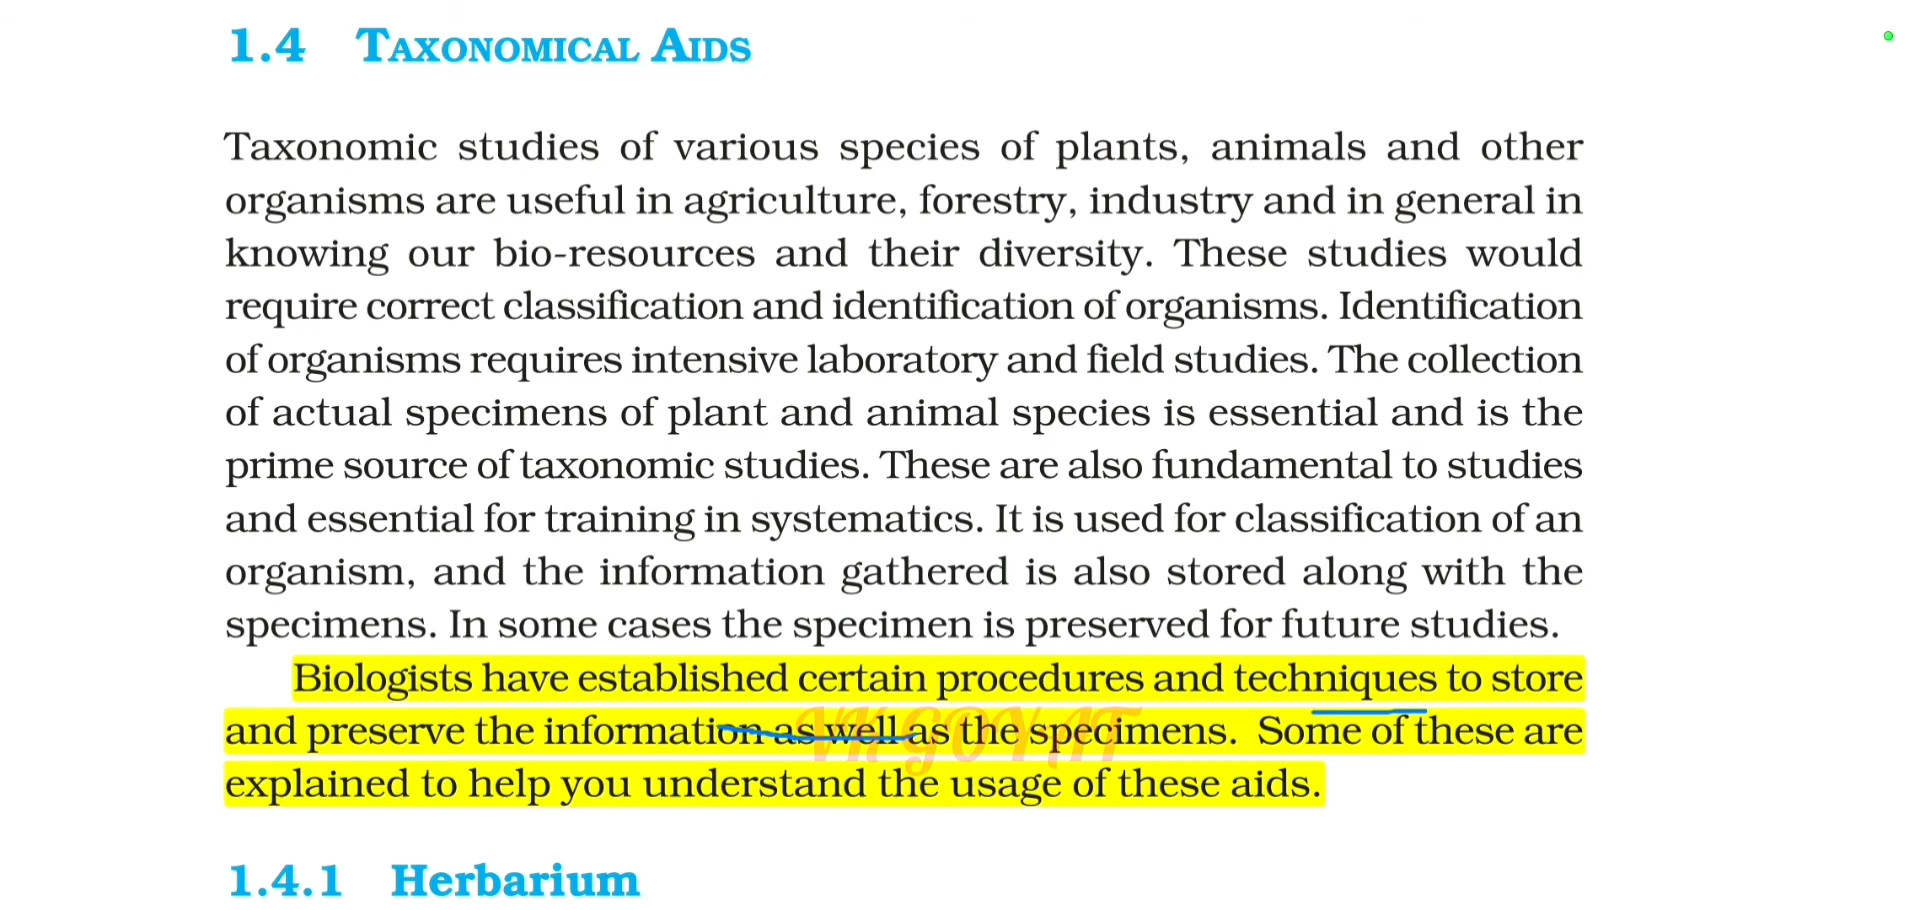 1.4 TAXONOMICAL AIDS
Taxonomic studies of various species of plants, animals and other
organisms are useful in agriculture, forestry, industry and in general in
knowing our bio-resources and their diversity. These studies would
require correct classification and identification of organisms. Identification
of organisms requires intensive laboratory and field studies. The collection
of actual specimens of plant and animal species is essential and is the
prime source of taxonomic studies. These are also fundamental to studies
and essential for training in systematics. It is used for classification of an
organism, and the information gathered is also stored along with the
specimens. In some cases the specimen is preserved for future studies.
Biologists have established certain procedures and techniques to store
and preserve the information as well as the specimens. Some of these are
VK GOYAT
explained to help you understand the usage of these aids.
1.4.1 Herbarium